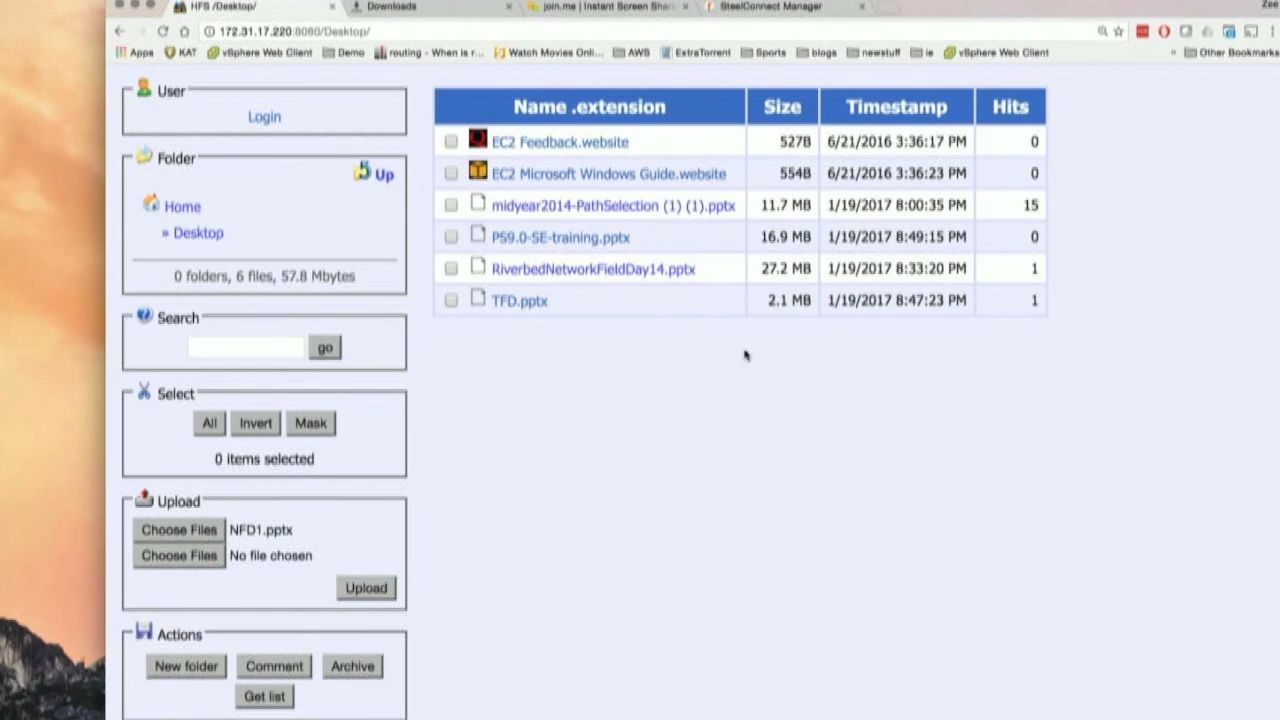 HFS /Desktop/
Downloads
join.me | Instant Screen Shar
SteelConnect Manager
Zee
172.31.17.220:8080/Desktop/
Apps KAT vSphere Web Client Demo routing - When is r... Watch Movies Onli... AWS ExtraTorrent Sports blogs newstuff ie vSphere Web Client » Other Bookmarks
User
Login
Folder
Up
Home
» Desktop
0 folders, 6 files, 57.8 Mbytes
Search
go
Select
All Invert Mask
0 items selected
Upload
Choose Files NFD1.pptx
Choose Files No file chosen
Upload
Actions
New folder Comment Archive
Get list
Name .extension Size Timestamp Hits
EC2 Feedback.website 527B 6/21/2016 3:36:17 PM 0
EC2 Microsoft Windows Guide.website 554B 6/21/2016 3:36:23 PM 0
midyear2014-PathSelection (1) (1).pptx 11.7 MB 1/19/2017 8:00:35 PM 15
PS9.0-SE-training.pptx 16.9 MB 1/19/2017 8:49:15 PM 0
RiverbedNetworkFieldDay14.pptx 27.2 MB 1/19/2017 8:33:20 PM 1
TFD.pptx 2.1 MB 1/19/2017 8:47:23 PM 1